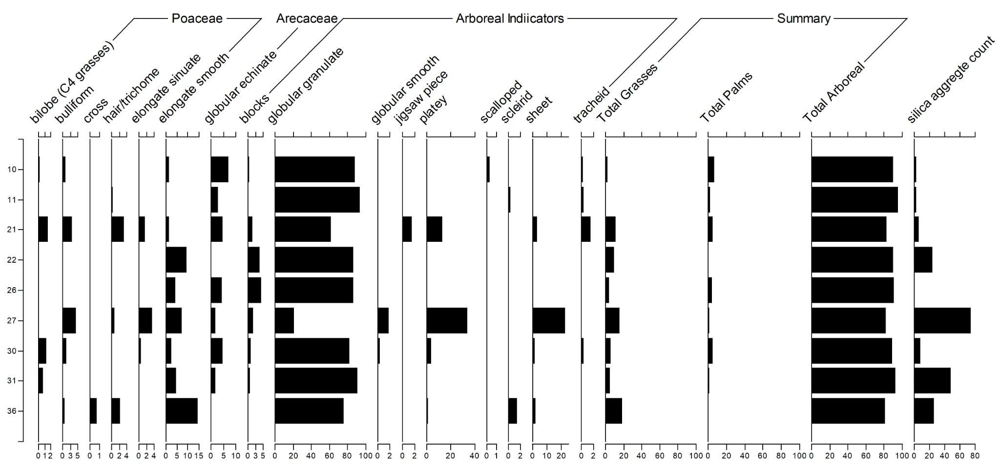 Poaceae Arecaceae Arboreal Indiicators Summary
bilobe (C4 grasses)
bulliform
cross
hair/trichome
elongate sinuate
elongate smooth
globular echinate
blocks
globular granulate
globular smooth
jigsaw piece
platey
scalloped
scleirid
sheet
tracheid
Total Grasses
Total Palms
Total Arboreal
silica aggregte count
10
11
21
22
26
27
30
31
36
0 1 2 0 3 5 0 1 0 2 4 0 2 4 0 5 10 15 0 5 10 0 3 5 0 20 40 60 80 100 0 2 0 2 0 20 40 0 1 0 2 0 10 20 0 2 0 20 40 60 80 100 0 20 40 60 80 100 0 20 40 60 80 100 0 20 40 60 80